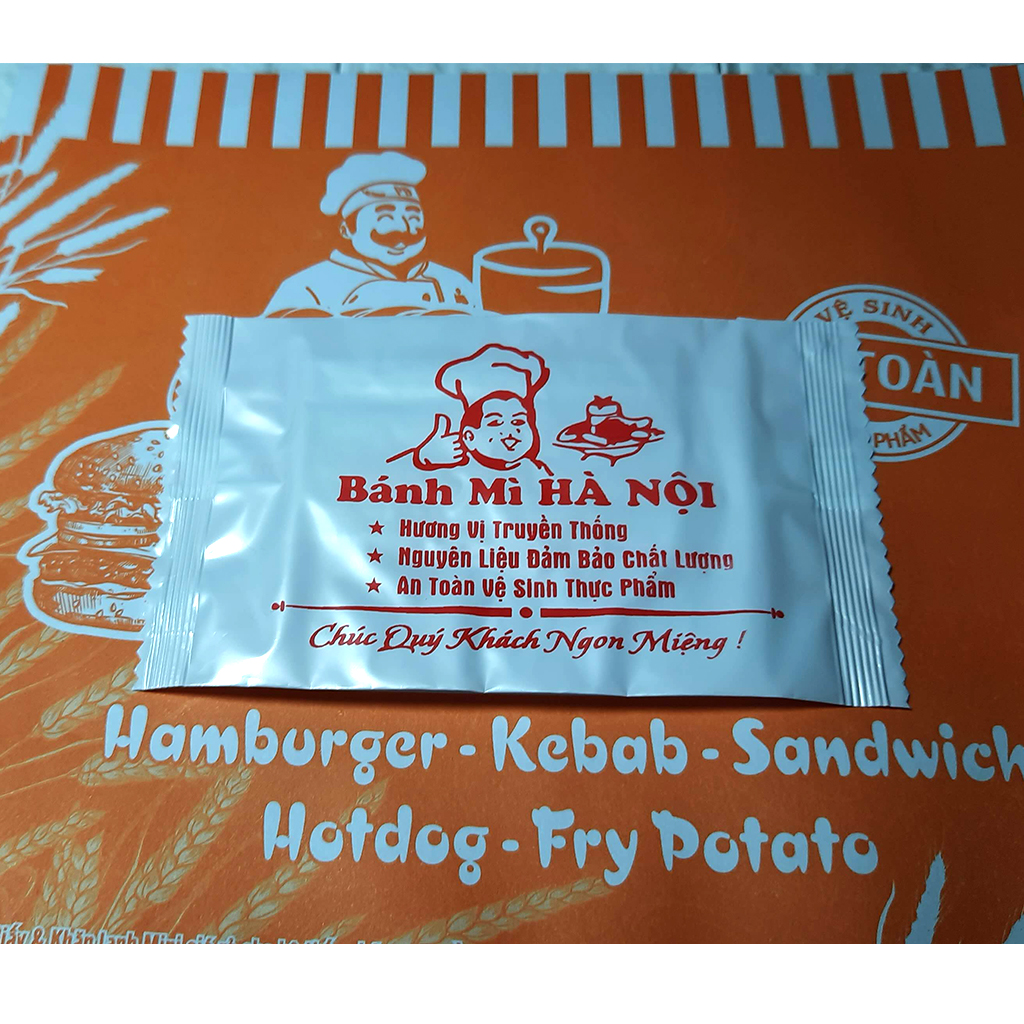 VỆ SINH
TOÀN
PHẨM
Bánh Mì HÀ NỘI
Hương Vị Truyền Thống
Nguyên Liệu Đảm Bảo Chất Lượng
An Toàn Vệ Sinh Thực Phẩm
Chúc Quý Khách Ngon Miệng !
Hamburger - Kebab - Sandwich
Hotdog - Fry Potato